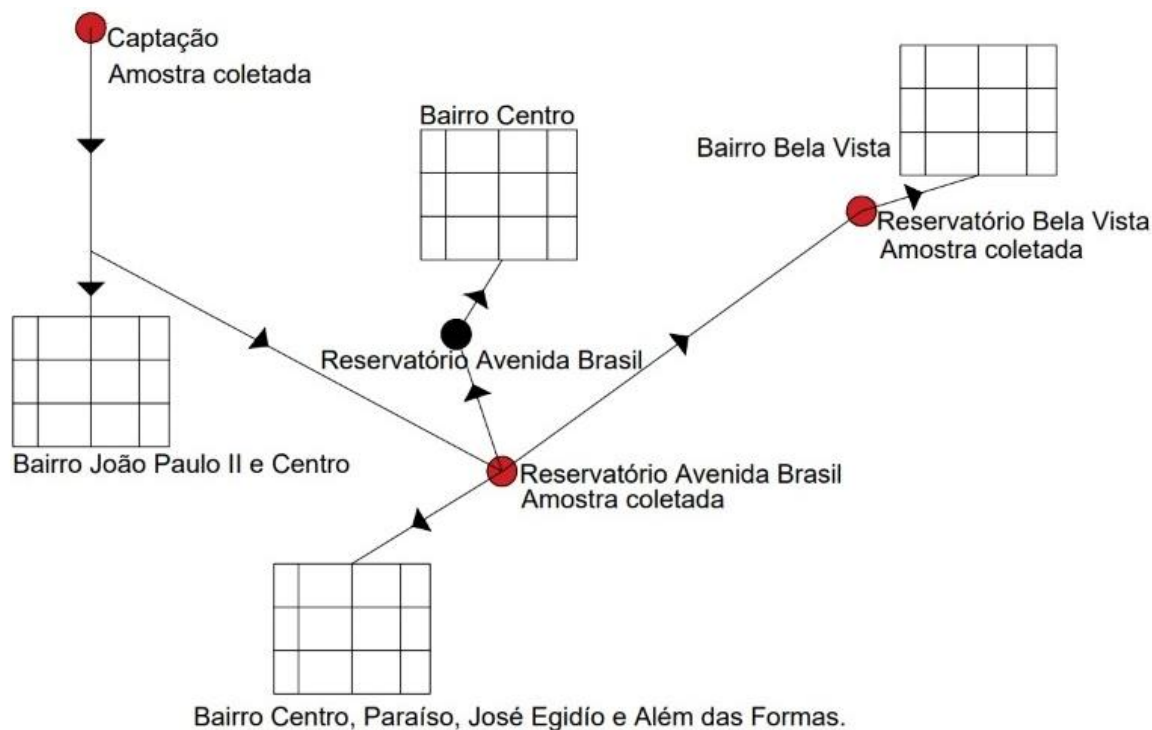 Captação
Amostra coletada
Bairro Centro
Bairro Bela Vista
Reservatório Bela Vista
Amostra coletada
Reservatório Avenida Brasil
Bairro João Paulo II e Centro
Reservatório Avenida Brasil
Amostra coletada
Bairro Centro, Paraíso, José Egidío e Além das Formas.